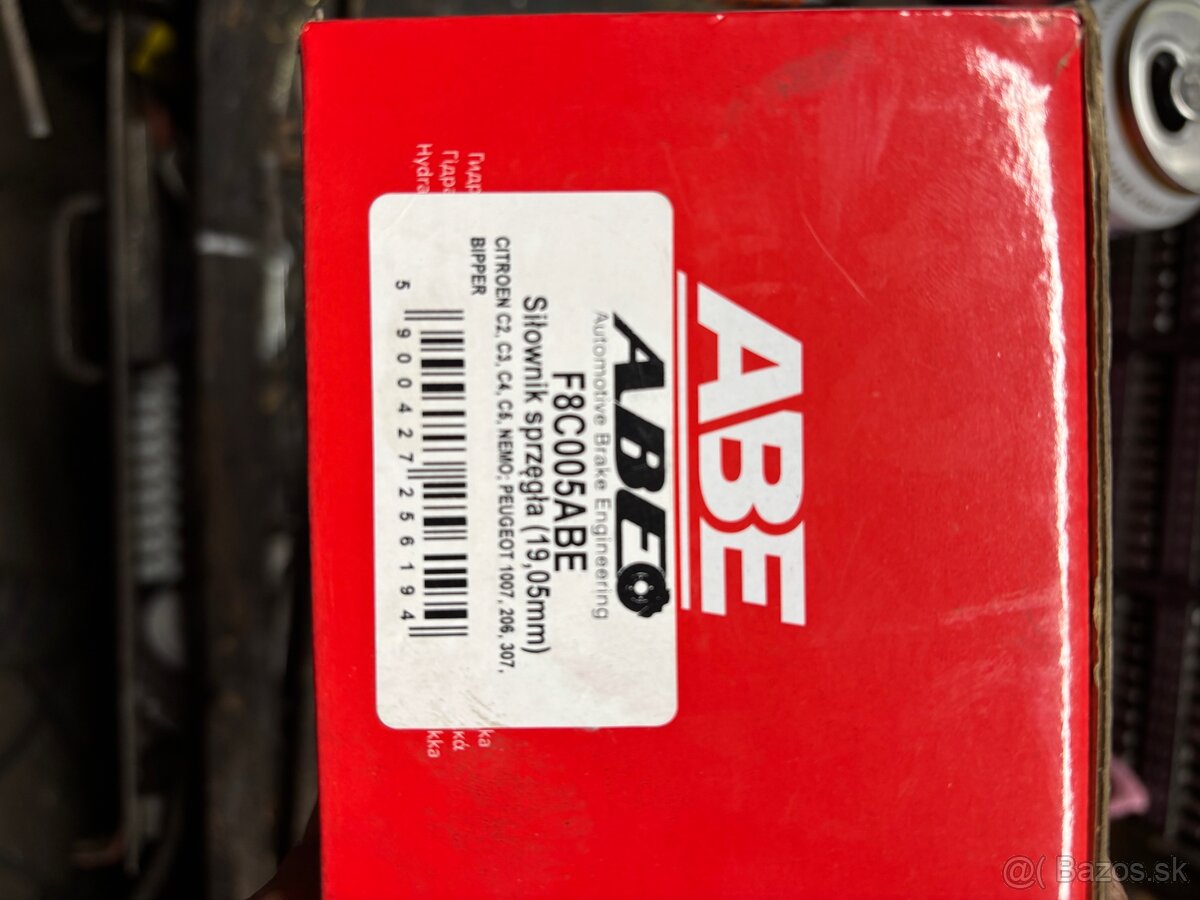 ABE
ABE
Automotive Brake Engineering
F8C005ABE
Siłownik sprzęgła (19,05mm)
CITROEN C2, C3, C4, C5, NEMO; PEUGEOT 1007, 206, 307,
BIPPER
5 900427 256194
@( Bazos.sk